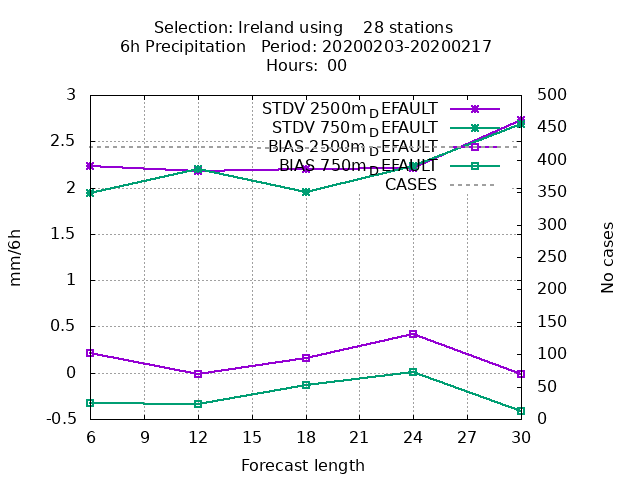 Selection: Ireland using 28 stations
6h Precipitation Period: 20200203-20200217
Hours: 00
3
2.5
2
1.5
1
0.5
0
-0.5
mm/6h
STDV 2500m_DEFAULT
STDV 750m_DEFAULT
BIAS 2500m_DEFAULT
BIAS 750m_DEFAULT
CASES
500
450
400
350
300
250
200
150
100
50
0
No cases
6 9 12 15 18 21 24 27 30
Forecast length